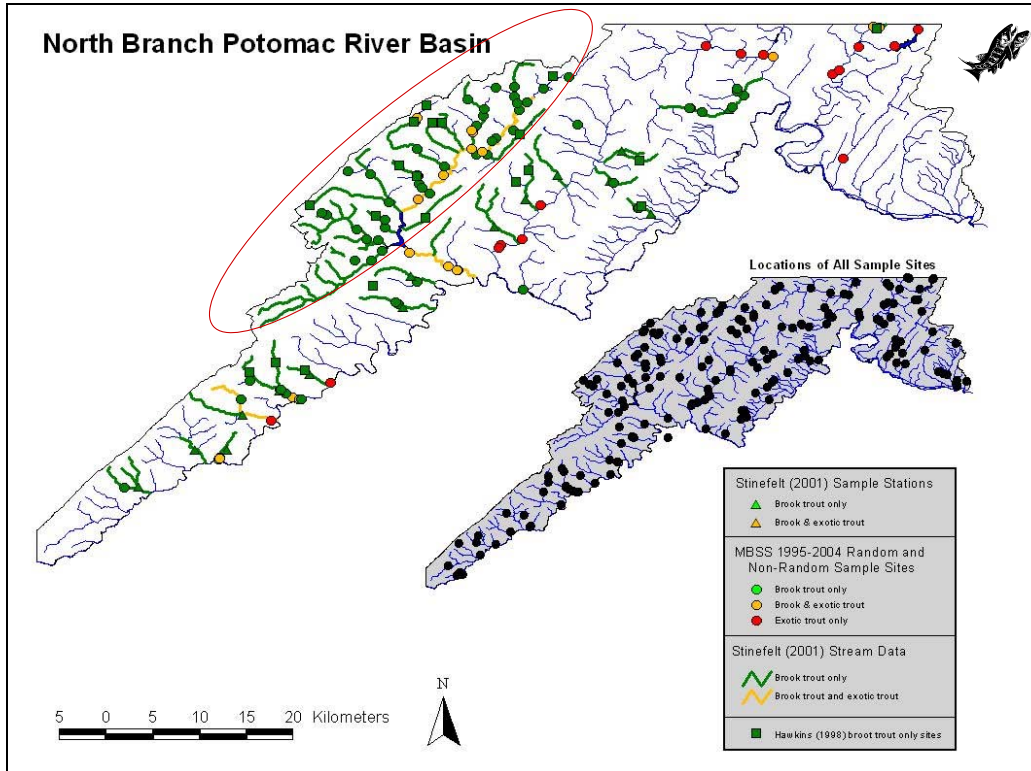 North Branch Potomac River Basin
Locations of All Sample Sites
Stinefelt (2001) Sample Stations
Brook trout only
Brook & exotic trout
MBSS 1995-2004 Random and
Non-Random Sample Sites
Brook trout only
Brook & exotic trout
Exotic trout only
Stinefelt (2001) Stream Data
Brook trout only
Brook trout and exotic trout
Hawkins (1998) broot trout only sites
N
5 0 5 10 15 20 Kilometers